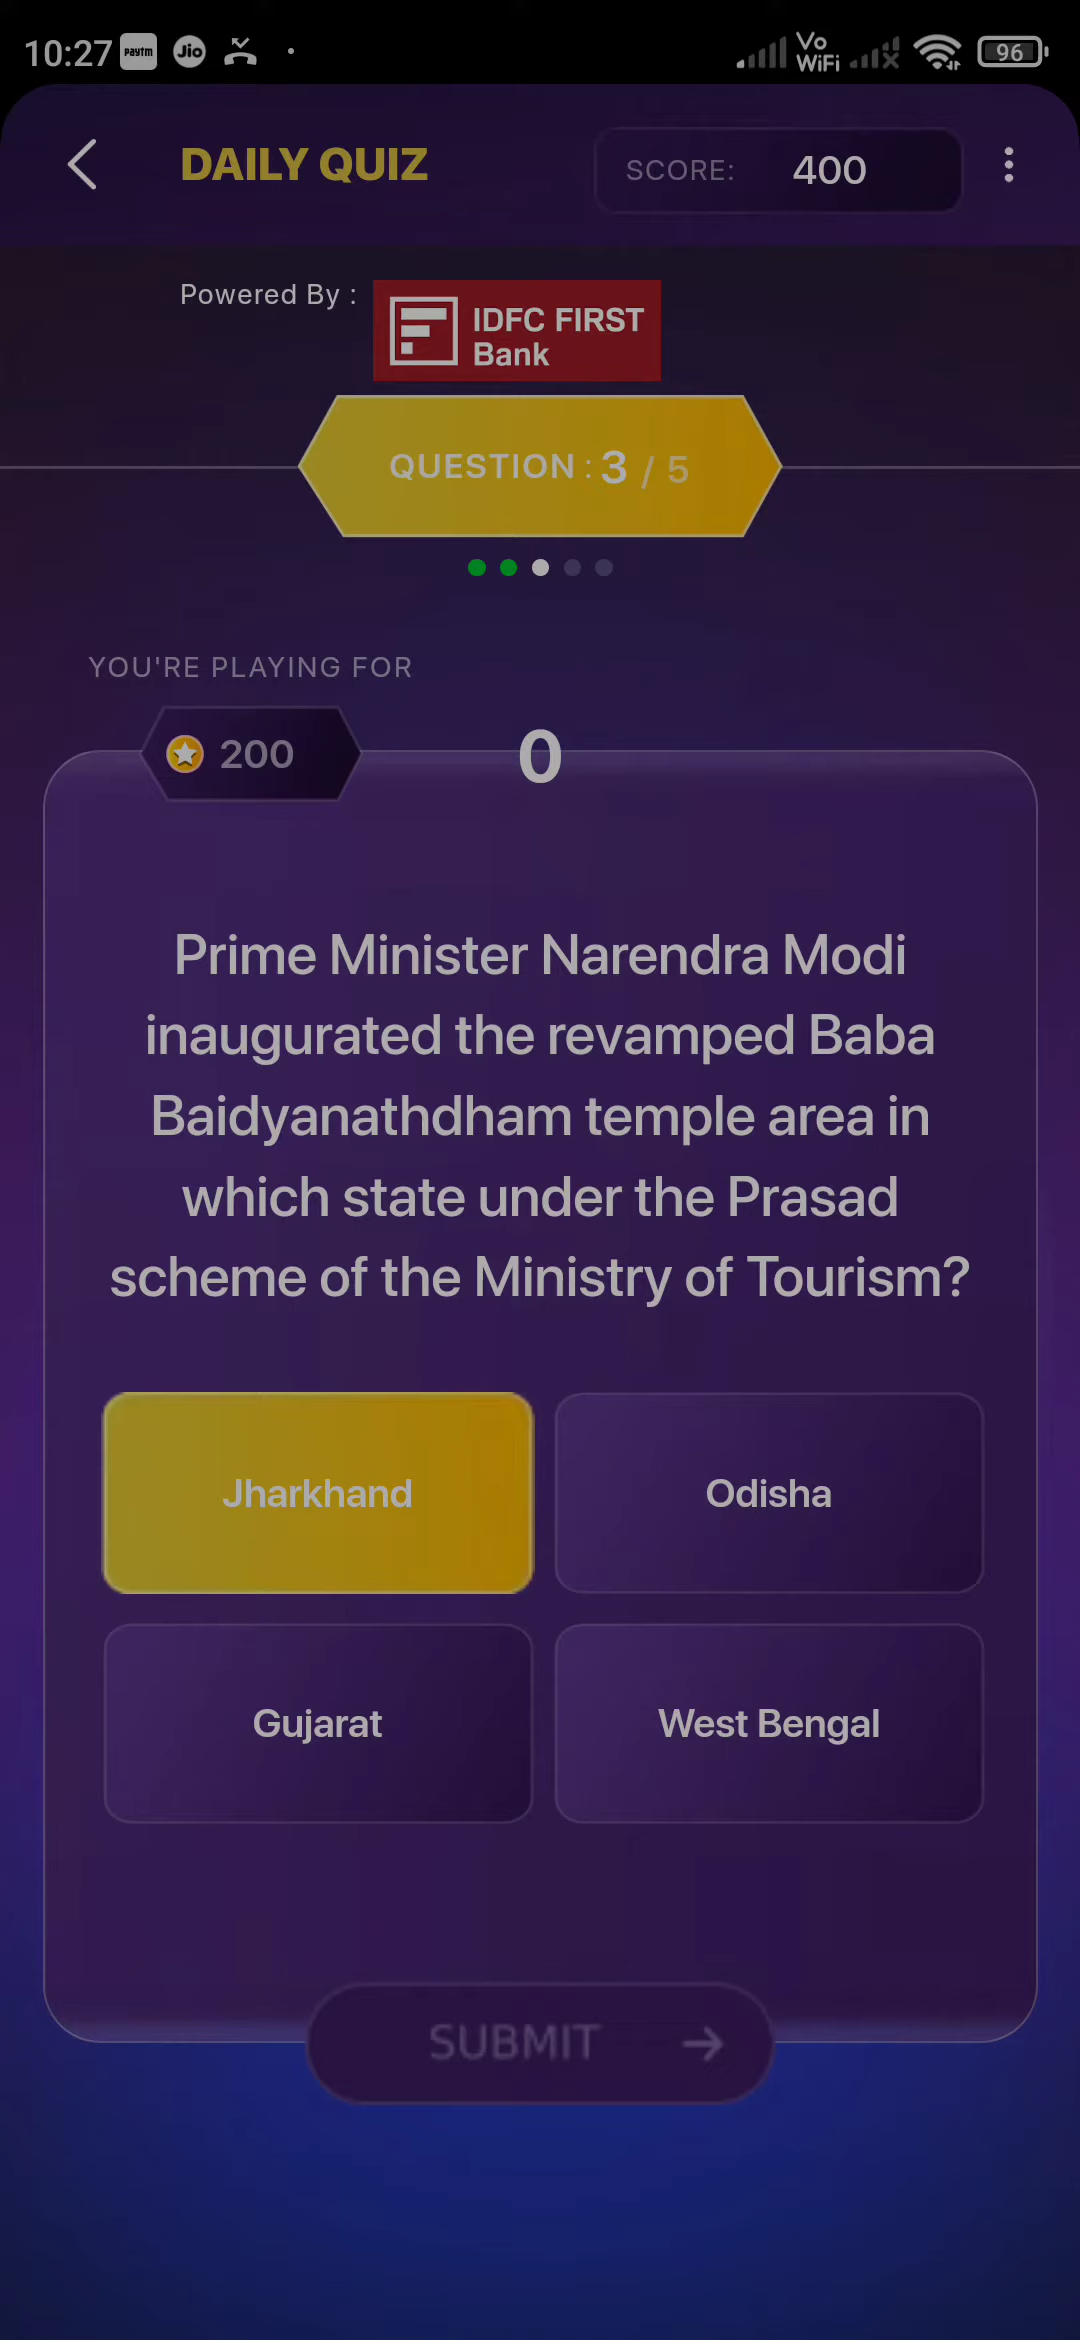 10:27 paytm Jio Vo WiFi 96
DAILY QUIZ SCORE: 400
Powered By : IDFC FIRST Bank
QUESTION : 3 / 5
YOU'RE PLAYING FOR
200 0
Prime Minister Narendra Modi
inaugurated the revamped Baba
Baidyanathdham temple area in
which state under the Prasad
scheme of the Ministry of Tourism?
Jharkhand Odisha
Gujarat West Bengal
SUBMIT